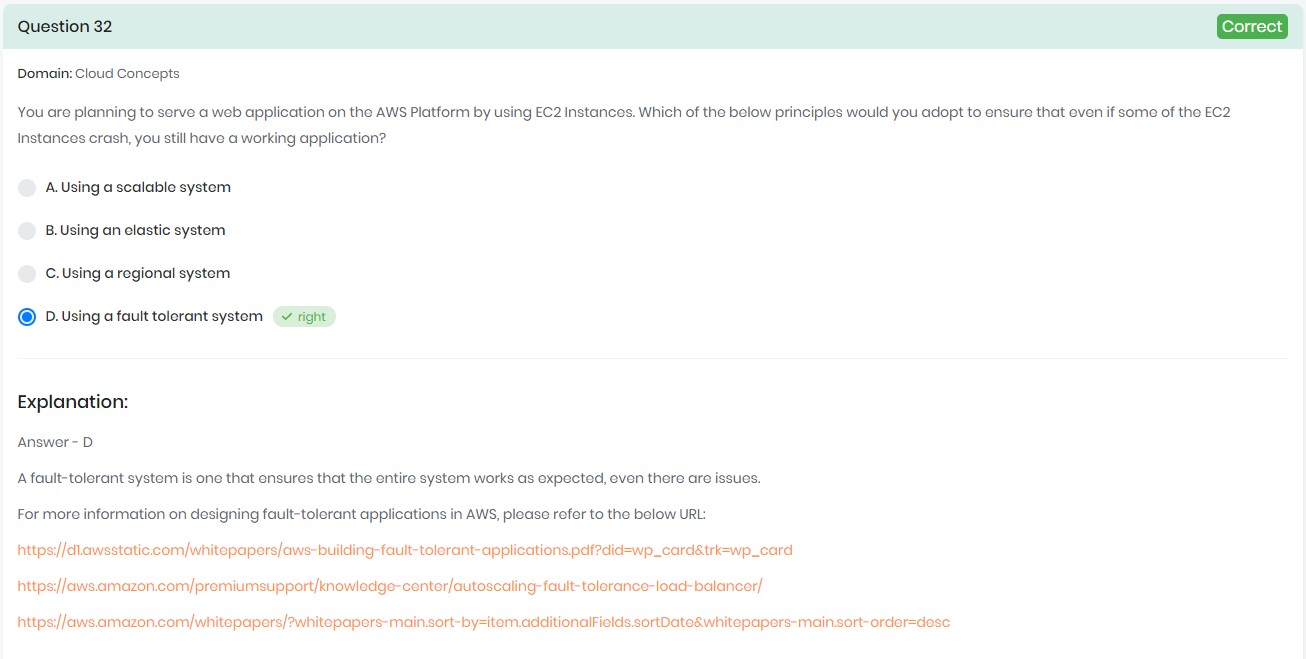 Question 32
Correct
Domain: Cloud Concepts
You are planning to serve a web application on the AWS Platform by using EC2 Instances. Which of the below principles would you adopt to ensure that even if some of the EC2
Instances crash, you still have a working application?
A. Using a scalable system
B. Using an elastic system
C. Using a regional system
D. Using a fault tolerant system ✓ right
Explanation:
Answer - D
A fault-tolerant system is one that ensures that the entire system works as expected, even there are issues.
For more information on designing fault-tolerant applications in AWS, please refer to the below URL:
https://d1.awsstatic.com/whitepapers/aws-building-fault-tolerant-applications.pdf?did=wp_card&trk=wp_card
https://aws.amazon.com/premiumsupport/knowledge-center/autoscaling-fault-tolerance-load-balancer/
https://aws.amazon.com/whitepapers/?whitepapers-main.sort-by=item.additionalFields.sortDate&whitepapers-main.sort-order=desc